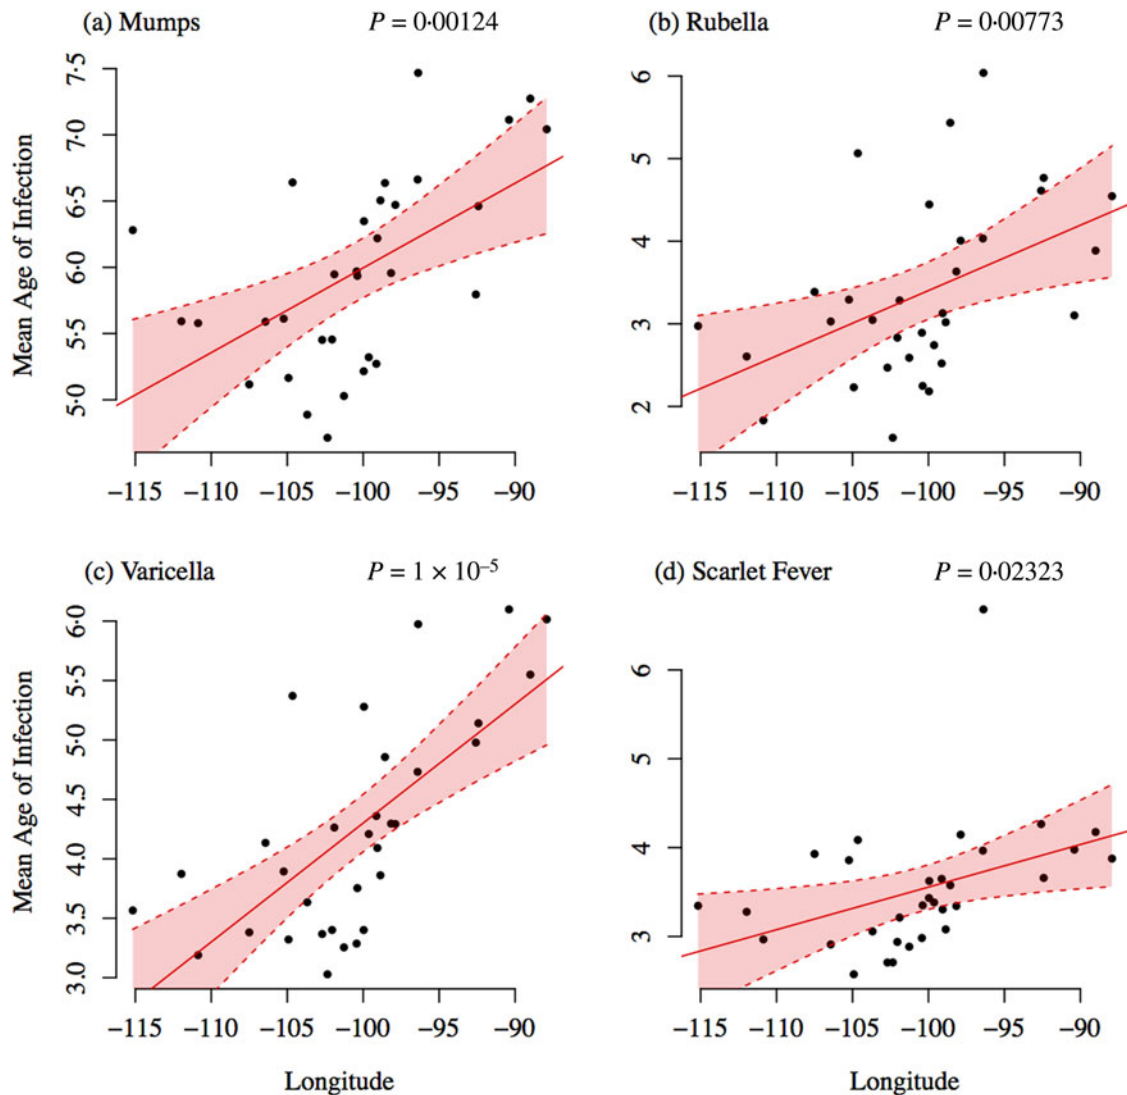 (a) Mumps P = 0·00124
(b) Rubella P = 0·00773
Mean Age of Infection
7·5
7·0
6·5
6·0
5·5
5·0
−115 −110 −105 −100 −95 −90
6
5
4
3
2
−115 −110 −105 −100 −95 −90
(c) Varicella P = 1 × 10⁻⁵
(d) Scarlet Fever P = 0·02323
Mean Age of Infection
6·0
5·5
5·0
4·5
4·0
3·5
3·0
−115 −110 −105 −100 −95 −90
Longitude
6
5
4
3
−115 −110 −105 −100 −95 −90
Longitude